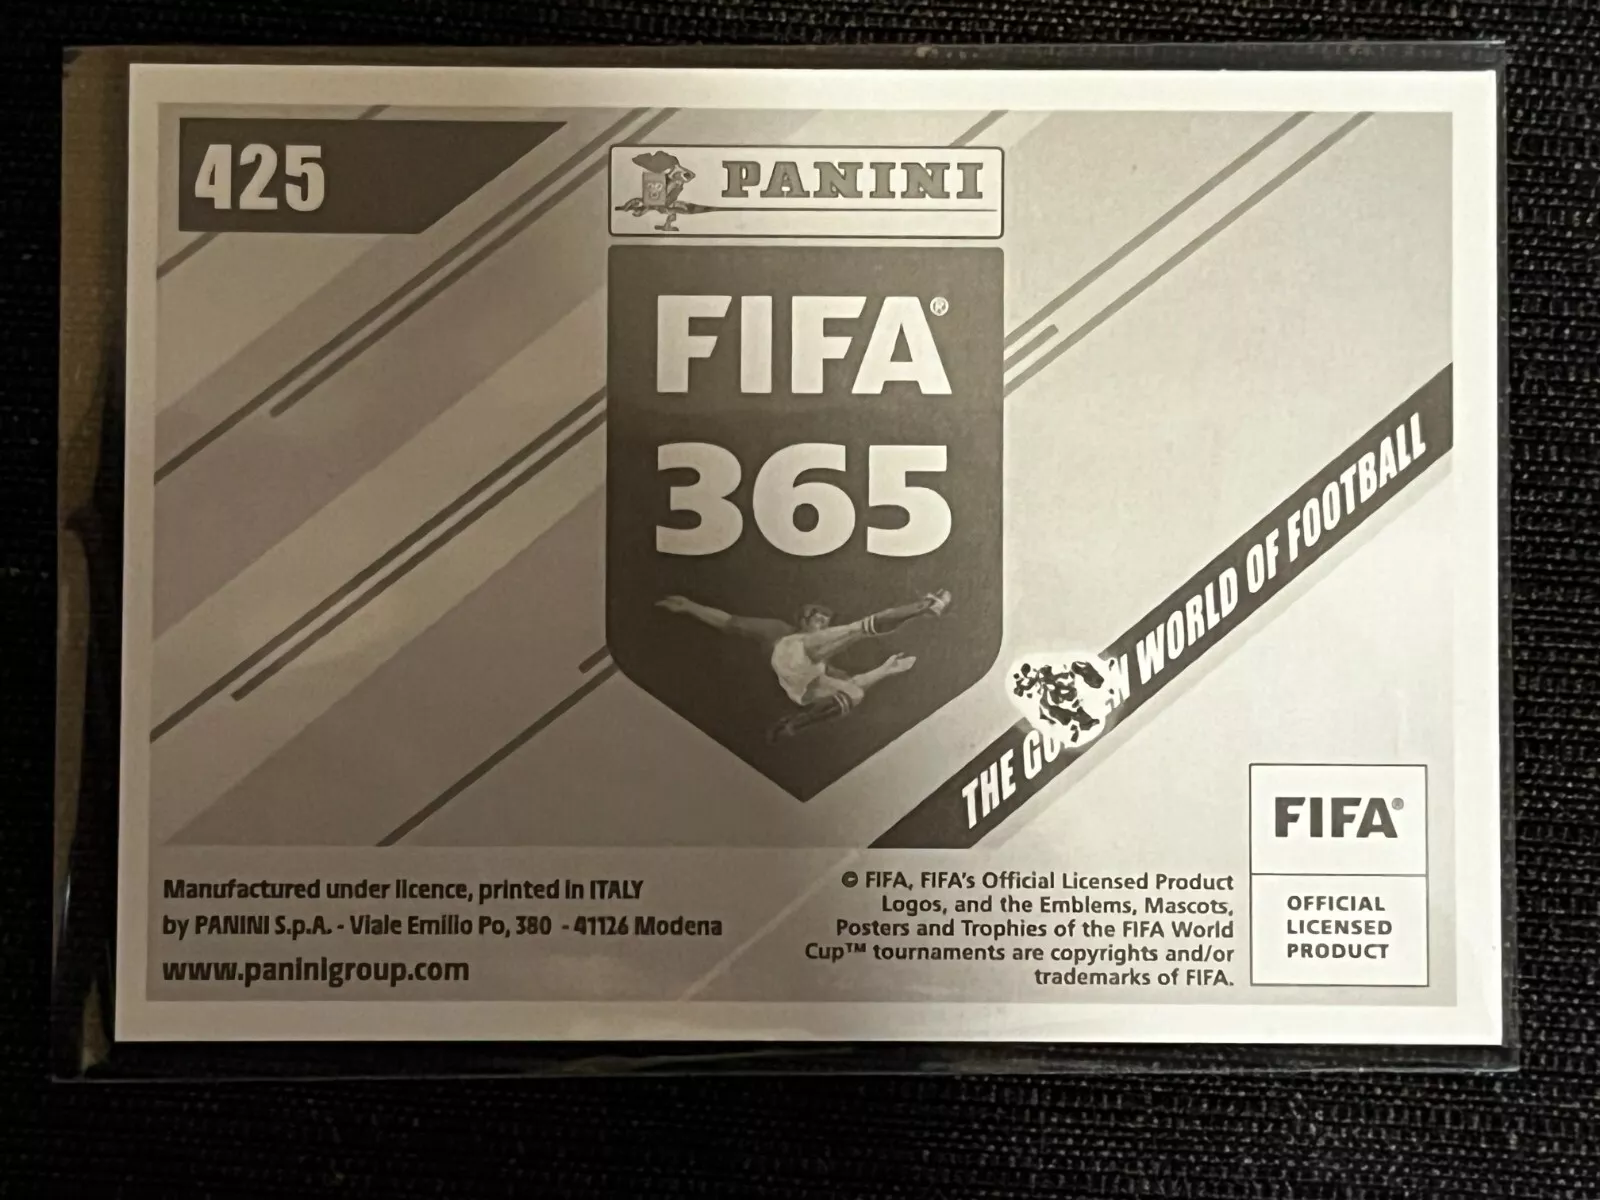 425
PANINI
FIFA®
365
THE WORLD OF FOOTBALL
Manufactured under licence, printed in ITALY
by PANINI S.p.A. - Viale Emilio Po, 380 - 41126 Modena
www.paninigroup.com
© FIFA, FIFA's Official Licensed Product
Logos, and the Emblems, Mascots,
Posters and Trophies of the FIFA World
Cup™ tournaments are copyrights and/or
trademarks of FIFA.
FIFA®
OFFICIAL
LICENSED
PRODUCT